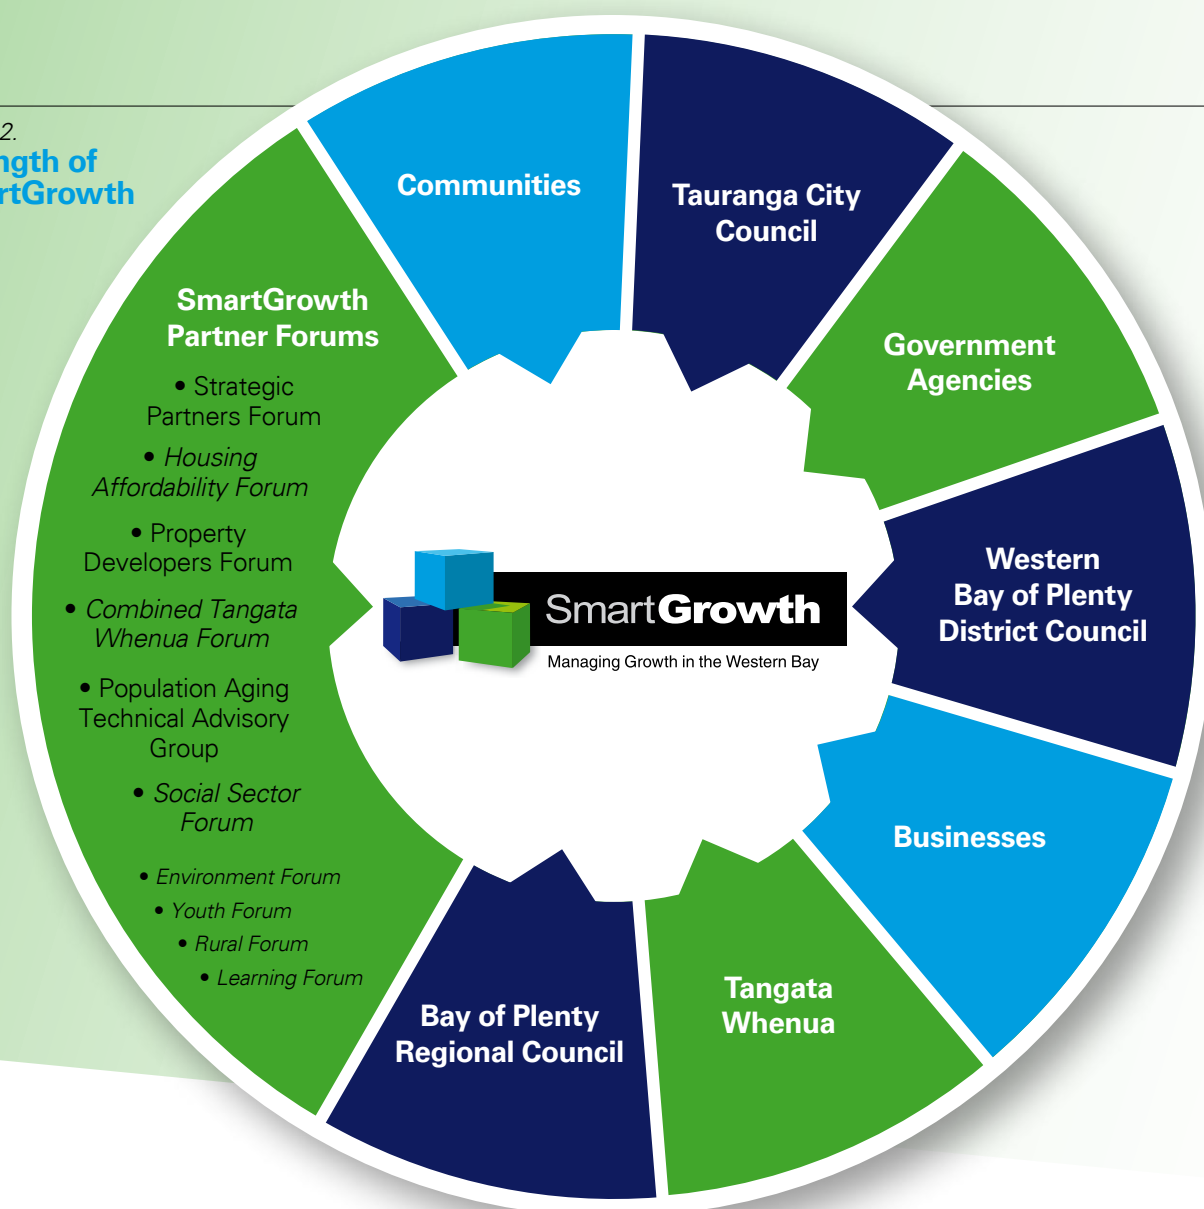 2.
ngth of
rtGrowth
Communities
Tauranga City
Council
SmartGrowth
Partner Forums
• Strategic
Partners Forum
• Housing
Affordability Forum
• Property
Developers Forum
• Combined Tangata
Whenua Forum
• Population Aging
Technical Advisory
Group
• Social Sector
Forum
• Environment Forum
• Youth Forum
• Rural Forum
• Learning Forum
Government
Agencies
Western
Bay of Plenty
District Council
SmartGrowth
Managing Growth in the Western Bay
Businesses
Tangata
Whenua
Bay of Plenty
Regional Council